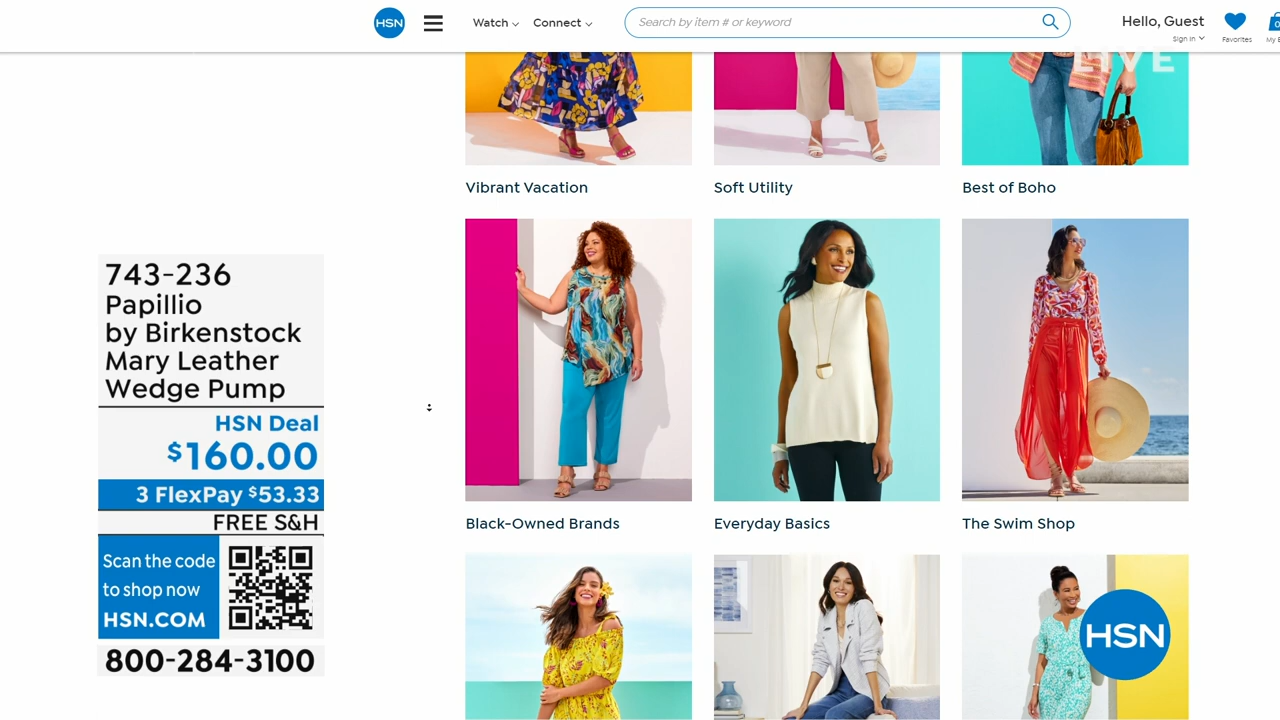 HSN
Watch
Connect
Search by item # or keyword
Hello, Guest
Sign In
Favorites
0
My
LIVE
Vibrant Vacation
Soft Utility
Best of Boho
743-236
Papillio
by Birkenstock
Mary Leather
Wedge Pump
HSN Deal
$160.00
3 FlexPay $53.33
FREE S&H
Scan the code
to shop now
HSN.COM
800-284-3100
Black-Owned Brands
Everyday Basics
The Swim Shop
HSN